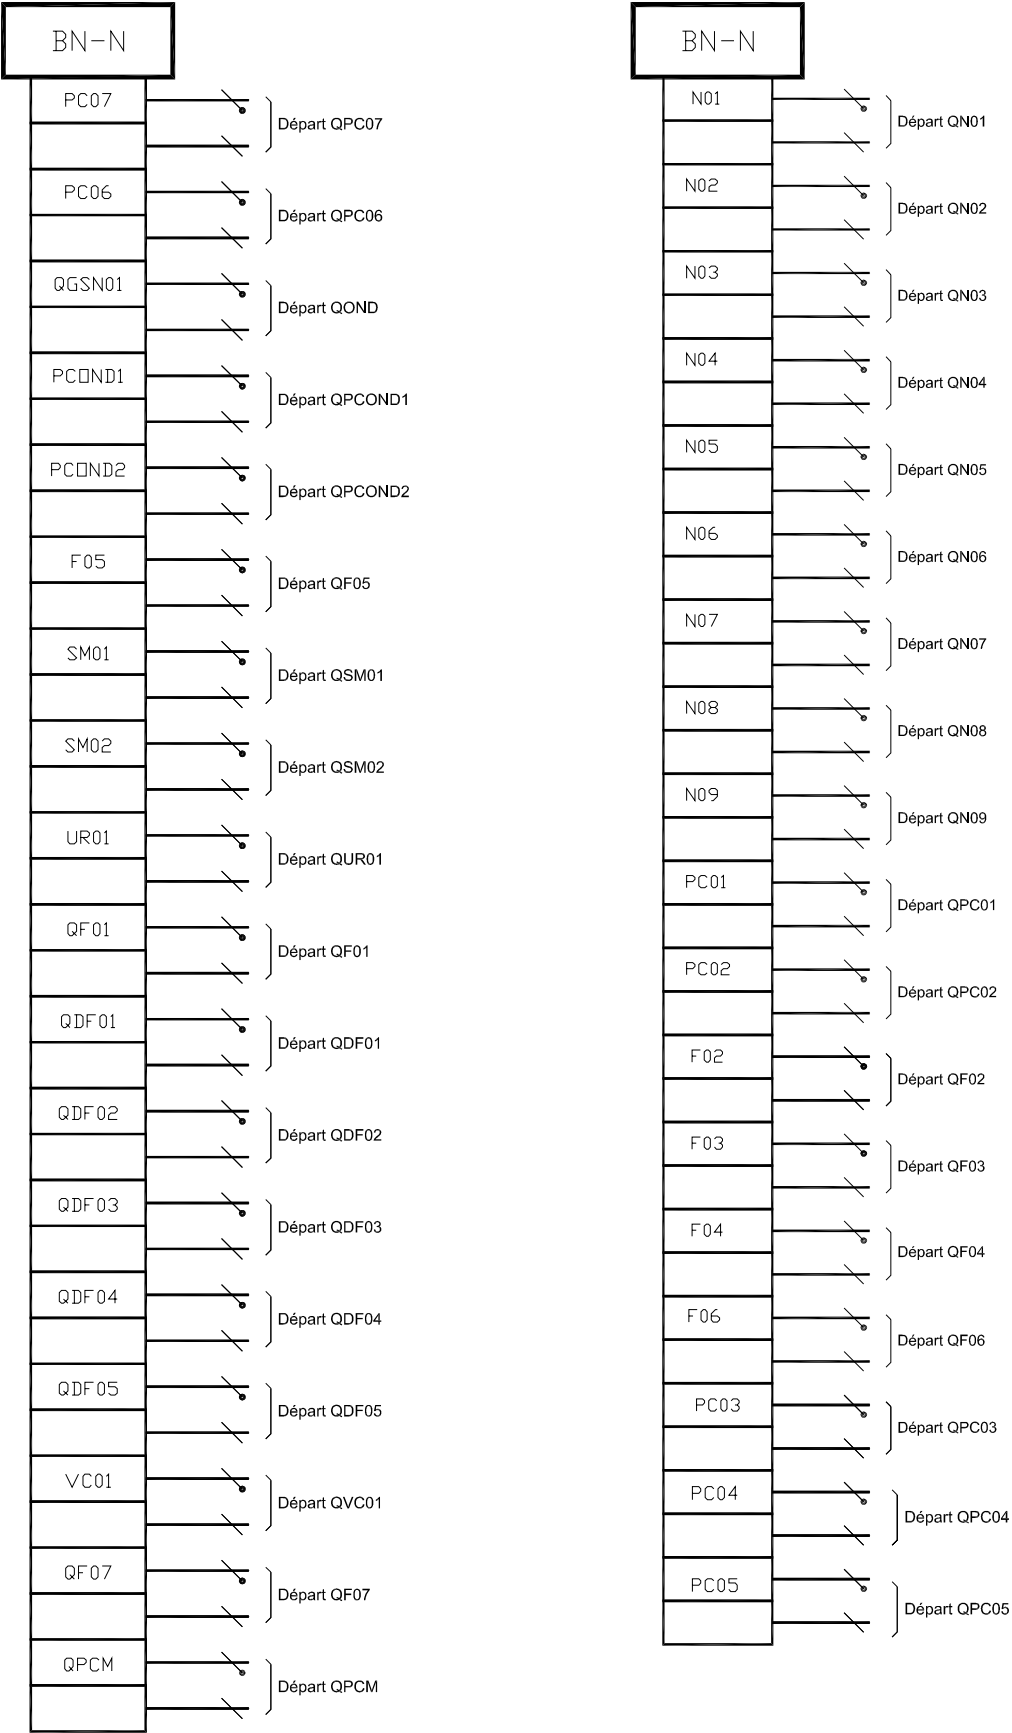 BN-N
PC07
Départ QPC07
PC06
Départ QPC06
QGSN01
Départ QOND
PCOND1
Départ QPCOND1
PCOND2
Départ QPCOND2
F05
Départ QF05
SM01
Départ QSM01
SM02
Départ QSM02
UR01
Départ QUR01
QF01
Départ QF01
QDF01
Départ QDF01
QDF02
Départ QDF02
QDF03
Départ QDF03
QDF04
Départ QDF04
QDF05
Départ QDF05
VC01
Départ QVC01
QF07
Départ QF07
QPCM
Départ QPCM
BN-N
N01
Départ QN01
N02
Départ QN02
N03
Départ QN03
N04
Départ QN04
N05
Départ QN05
N06
Départ QN06
N07
Départ QN07
N08
Départ QN08
N09
Départ QN09
PC01
Départ QPC01
PC02
Départ QPC02
F02
Départ QF02
F03
Départ QF03
F04
Départ QF04
F06
Départ QF06
PC03
Départ QPC03
PC04
Départ QPC04
PC05
Départ QPC05